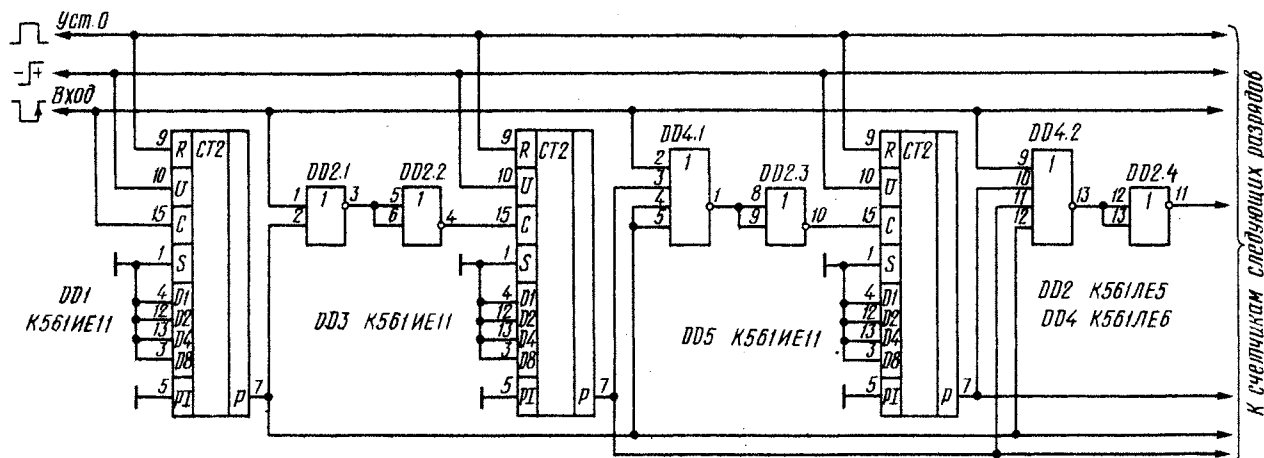 Уст. 0
- +
Вход
9 R CT2
10 U
15 C
1 S
4 D1
12 D2
13 D4
3 D8
5 PI P 7
DD1
К561ИЕ11
DD2.1
1 1 3
2
DD2.2
5 1 4
6
9 R CT2
10 U
15 C
1 S
4 D1
12 D2
13 D4
3 D8
5 PI P 7
DD3 К561ИЕ11
DD4.1
2 1
3
4
5
1
DD2.3
8 1
9
10
9 R CT2
10 U
15 C
1 S
4 D1
12 D2
13 D4
3 D8
5 PI P 7
DD5 К561ИЕ11
DD4.2
9 1
10
11
12
13
DD2.4
12 1 11
13
DD2 К561ЛЕ5
DD4 К561ЛЕ6
К счетчикам следующих разрядов